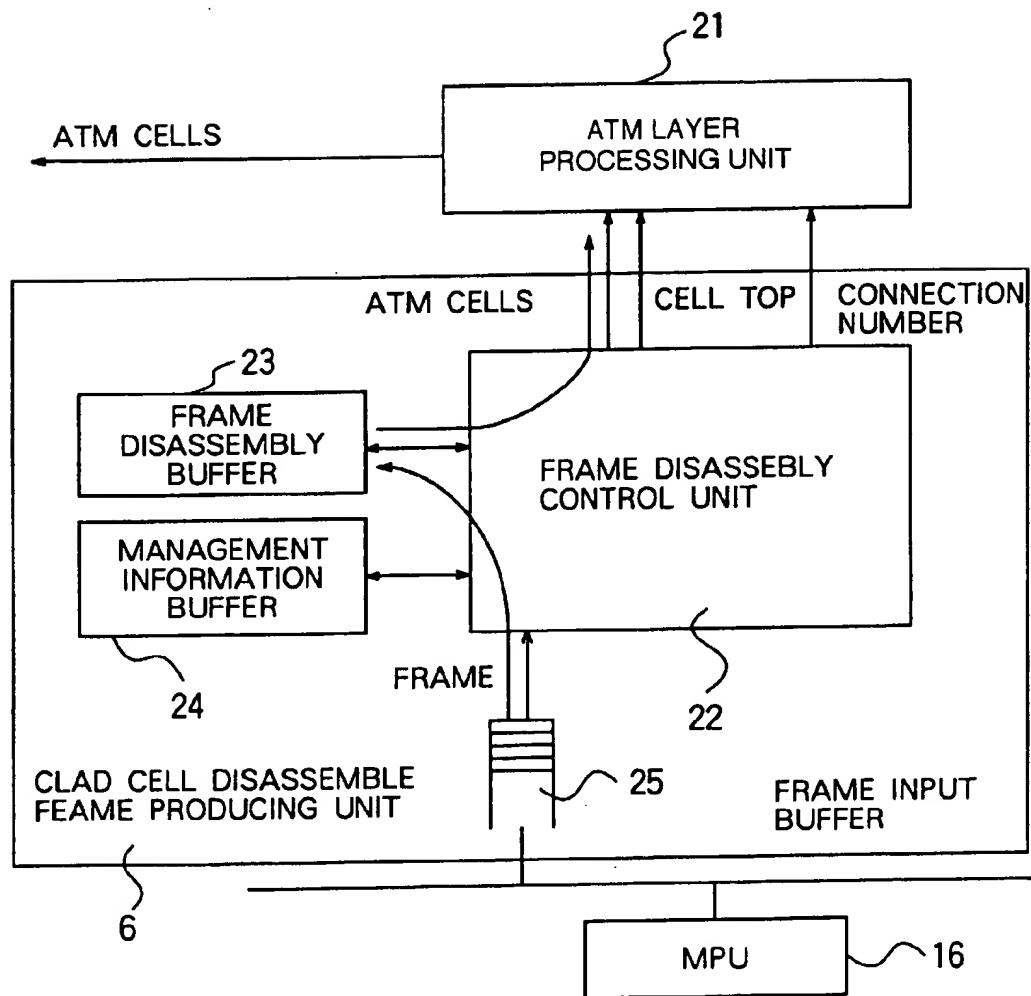 21
ATM CELLS
ATM LAYER
PROCESSING UNIT
ATM CELLS
CELL TOP
CONNECTION
NUMBER
23
FRAME
DISASSEMBLY
BUFFER
FRAME DISASSEBLY
CONTROL UNIT
MANAGEMENT
INFORMATION
BUFFER
24
FRAME
22
25
CLAD CELL DISASSEMBLE
FEAME PRODUCING UNIT
FRAME INPUT
BUFFER
6
MPU
16